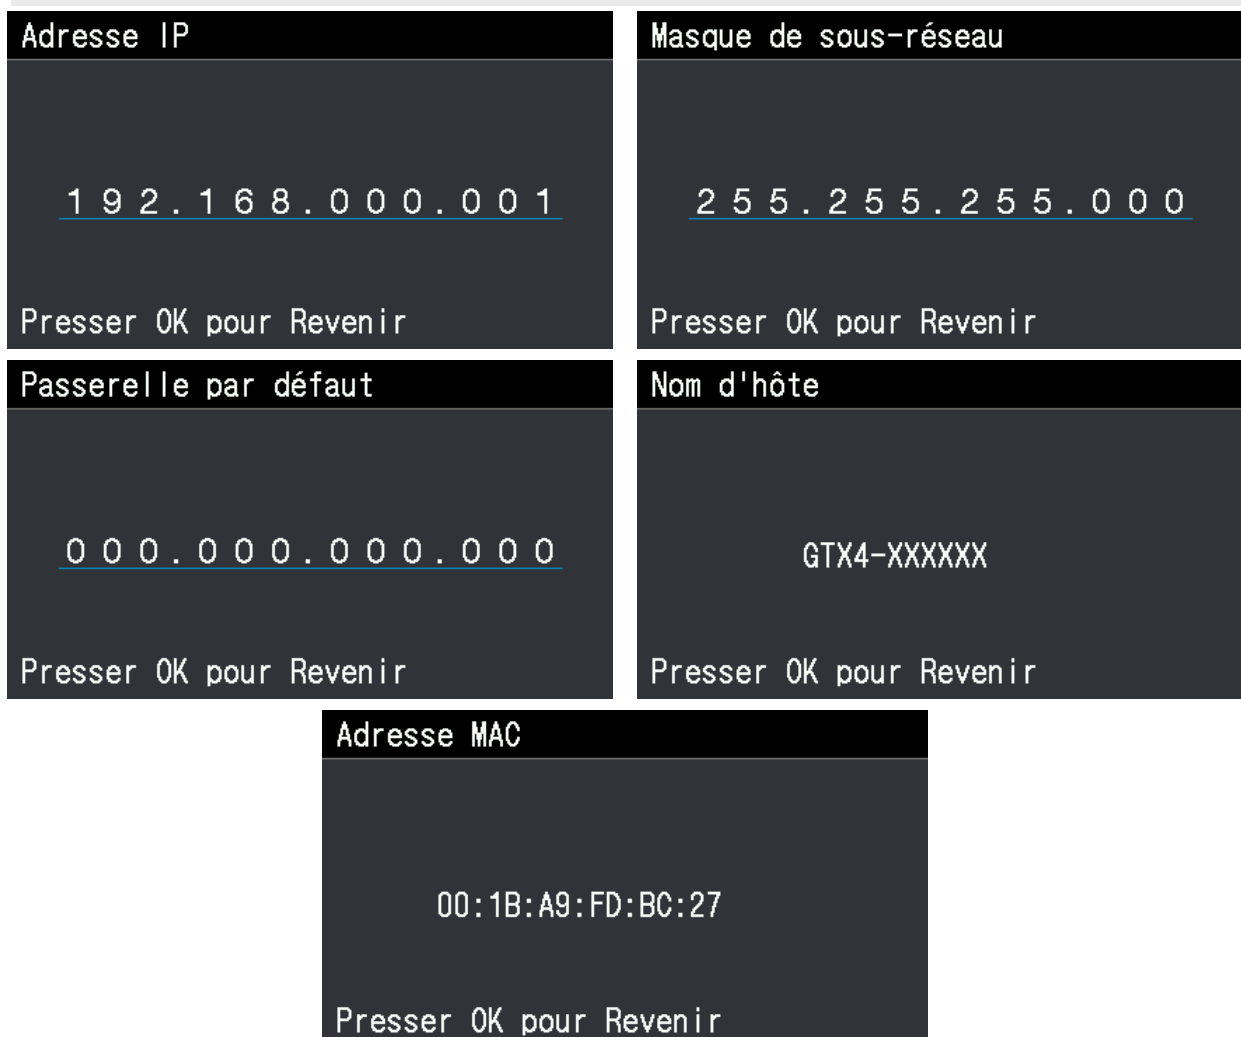 Adresse IP
192.168.000.001
Presser OK pour Revenir
Masque de sous-réseau
255.255.255.000
Presser OK pour Revenir
Passerelle par défaut
000.000.000.000
Presser OK pour Revenir
Nom d'hôte
GTX4-XXXXXX
Presser OK pour Revenir
Adresse MAC
00:1B:A9:FD:BC:27
Presser OK pour Revenir